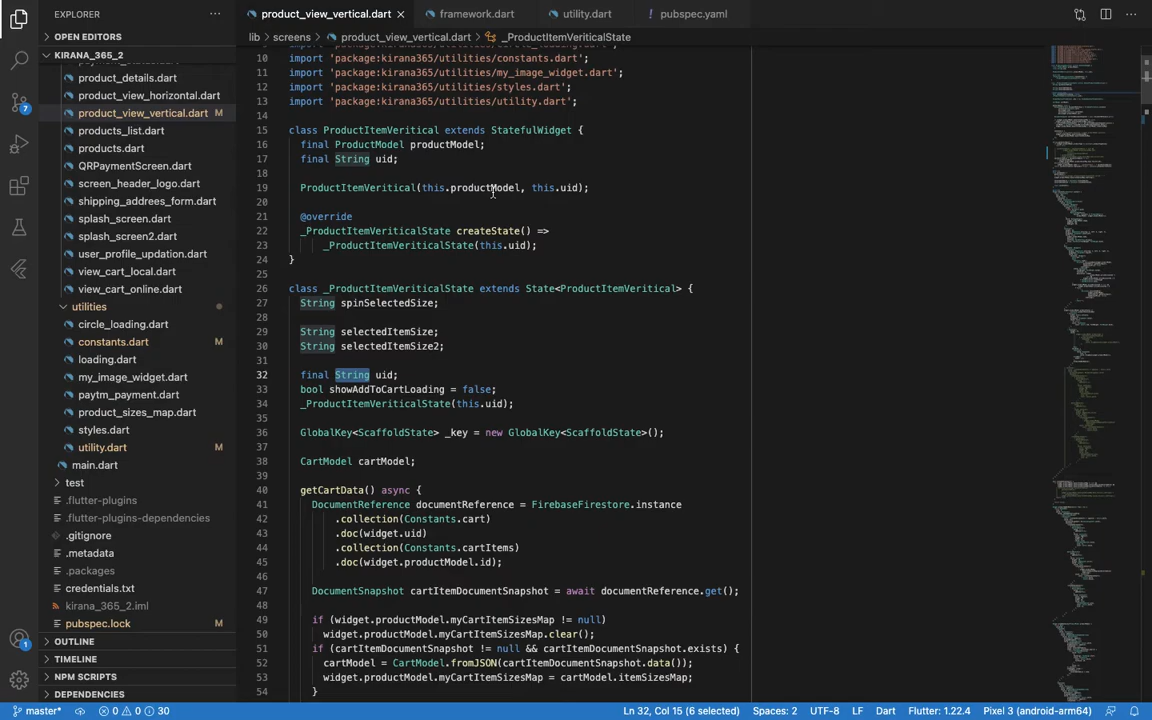 EXPLORER
OPEN EDITORS
KIRANA_365_2
product_details.dart
product_view_horizontal.dart
product_view_vertical.dart M
products_list.dart
products.dart
QRPaymentScreen.dart
screen_header_logo.dart
shipping_addrees_form.dart
splash_screen.dart
splash_screen2.dart
user_profile_updation.dart
view_cart_local.dart
view_cart_online.dart
utilities
circle_loading.dart
constants.dart M
loading.dart
my_image_widget.dart
paytm_payment.dart
product_sizes_map.dart
styles.dart
utility.dart M
main.dart
test
.flutter-plugins
.flutter-plugins-dependencies
.gitignore
.metadata
.packages
credentials.txt
kirana_365_2.iml
pubspec.lock M
OUTLINE
TIMELINE
NPM SCRIPTS
DEPENDENCIES
7
1
product_view_vertical.dart
framework.dart
utility.dart
pubspec.yaml
lib > screens > product_view_vertical.dart > _ProductItemVeriticalState
10 import 'package:kirana365/utilities/constants.dart';
11 import 'package:kirana365/utilities/my_image_widget.dart';
12 import 'package:kirana365/utilities/styles.dart';
13 import 'package:kirana365/utilities/utility.dart';
14
15 class ProductItemVeritical extends StatefulWidget {
16 final ProductModel productModel;
17 final String uid;
18
19 ProductItemVeritical(this.productModel, this.uid);
20
21 @override
22 _ProductItemVeriticalState createState() =>
23 _ProductItemVeriticalState(this.uid);
24 }
25
26 class _ProductItemVeriticalState extends State<ProductItemVeritical> {
27 String spinSelectedSize;
28
29 String selectedItemSize;
30 String selectedItemSize2;
31
32 final String uid;
33 bool showAddToCartLoading = false;
34 _ProductItemVeriticalState(this.uid);
35
36 GlobalKey<ScaffoldState> _key = new GlobalKey<ScaffoldState>();
37
38 CartModel cartModel;
39
40 getCartData() async {
41 DocumentReference documentReference = FirebaseFirestore.instance
42 .collection(Constants.cart)
43 .doc(widget.uid)
44 .collection(Constants.cartItems)
45 .doc(widget.productModel.id);
46
47 DocumentSnapshot cartItemDocumentSnapshot = await documentReference.get();
48
49 if (widget.productModel.myCartItemSizesMap != null)
50 widget.productModel.myCartItemSizesMap.clear();
51 if (cartItemDocumentSnapshot != null && cartItemDocumentSnapshot.exists) {
52 cartModel = CartModel.fromJSON(cartItemDocumentSnapshot.data());
53 widget.productModel.myCartItemSizesMap = cartModel.itemSizesMap;
54 }
master* 0 0 30 Ln 32, Col 15 (6 selected) Spaces: 2 UTF-8 LF Dart Flutter: 1.22.4 Pixel 3 (android-arm64)